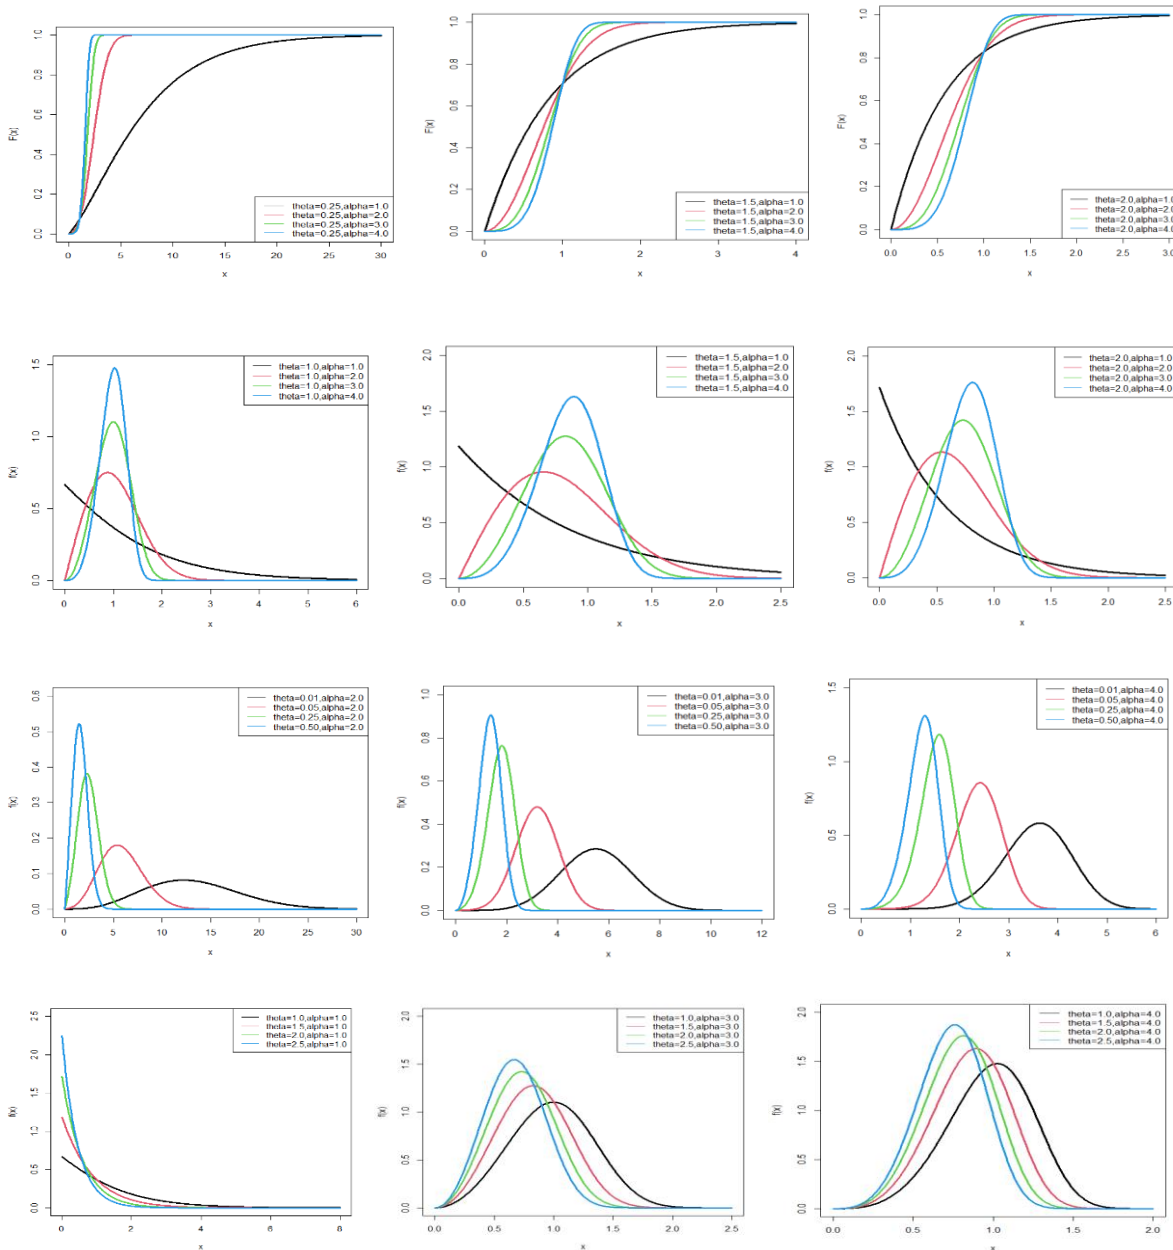 F(x)
1.0
0.8
0.6
0.4
0.2
0.0
theta=0.25,alpha=1.0
theta=0.25,alpha=2.0
theta=0.25,alpha=3.0
theta=0.25,alpha=4.0
0 5 10 15 20 25 30
x
F(x)
1.0
0.8
0.6
0.4
0.2
0.0
theta=1.5,alpha=1.0
theta=1.5,alpha=2.0
theta=1.5,alpha=3.0
theta=1.5,alpha=4.0
0 1 2 3 4
x
F(x)
1.0
0.8
0.6
0.4
0.2
0.0
theta=2.0,alpha=1.0
theta=2.0,alpha=2.0
theta=2.0,alpha=3.0
theta=2.0,alpha=4.0
0.0 0.5 1.0 1.5 2.0 2.5 3.0
x
f(x)
1.5
1.0
0.5
0.0
theta=1.0,alpha=1.0
theta=1.0,alpha=2.0
theta=1.0,alpha=3.0
theta=1.0,alpha=4.0
0 1 2 3 4 5 6
x
f(x)
2.0
1.5
1.0
0.5
0.0
theta=1.5,alpha=1.0
theta=1.5,alpha=2.0
theta=1.5,alpha=3.0
theta=1.5,alpha=4.0
0.0 0.5 1.0 1.5 2.0 2.5
x
f(x)
2.0
1.5
1.0
0.5
0.0
theta=2.0,alpha=1.0
theta=2.0,alpha=2.0
theta=2.0,alpha=3.0
theta=2.0,alpha=4.0
0.0 0.5 1.0 1.5 2.0 2.5
x
f(x)
0.6
0.5
0.4
0.3
0.2
0.1
0.0
theta=0.01,alpha=2.0
theta=0.05,alpha=2.0
theta=0.25,alpha=2.0
theta=0.50,alpha=2.0
0 5 10 15 20 25 30
x
f(x)
1.0
0.8
0.6
0.4
0.2
0.0
theta=0.01,alpha=3.0
theta=0.05,alpha=3.0
theta=0.25,alpha=3.0
theta=0.50,alpha=3.0
0 2 4 6 8 10 12
x
f(x)
1.5
1.0
0.5
0.0
theta=0.01,alpha=4.0
theta=0.05,alpha=4.0
theta=0.25,alpha=4.0
theta=0.50,alpha=4.0
0 1 2 3 4 5 6
x
f(x)
2.5
2.0
1.5
1.0
0.5
0.0
theta=1.0,alpha=1.0
theta=1.5,alpha=1.0
theta=2.0,alpha=1.0
theta=2.5,alpha=1.0
0 2 4 6 8
x
f(x)
2.0
1.5
1.0
0.5
0.0
theta=1.0,alpha=3.0
theta=1.5,alpha=3.0
theta=2.0,alpha=3.0
theta=2.5,alpha=3.0
0.0 0.5 1.0 1.5 2.0 2.5
x
f(x)
2.0
1.5
1.0
0.5
0.0
theta=1.0,alpha=4.0
theta=1.5,alpha=4.0
theta=2.0,alpha=4.0
theta=2.5,alpha=4.0
0.0 0.5 1.0 1.5 2.0
x